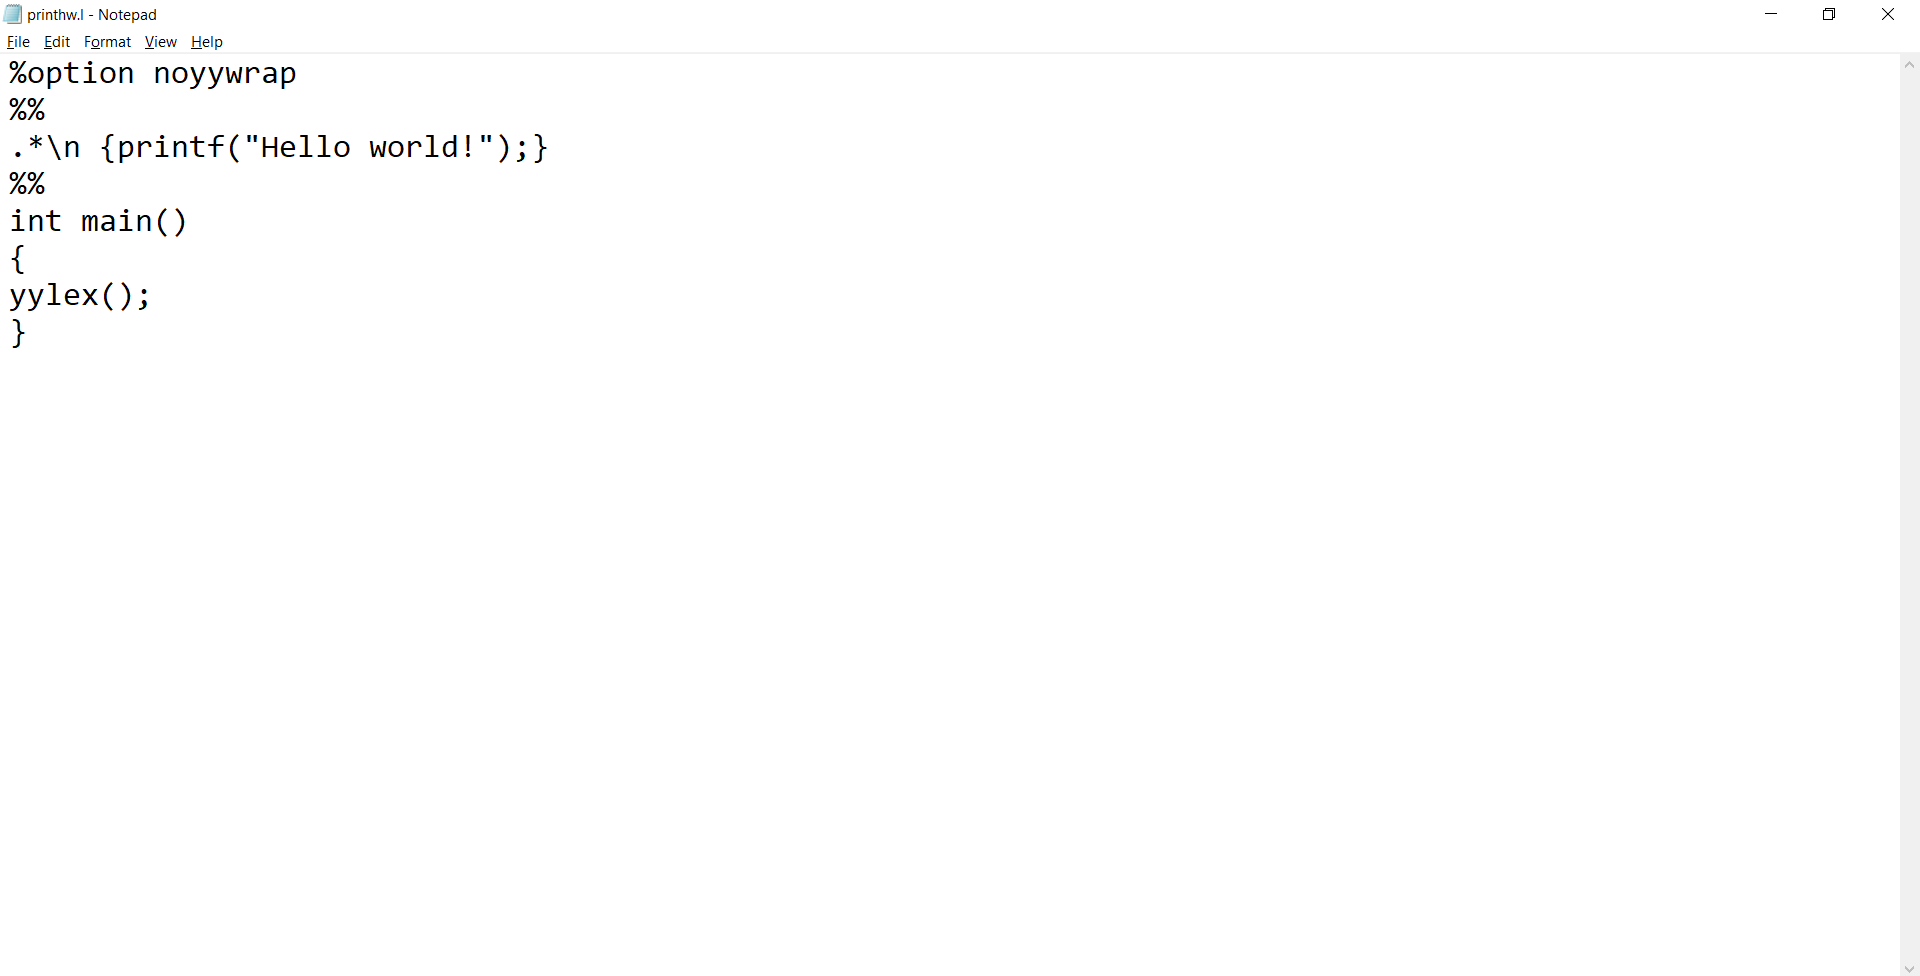 printhw.l - Notepad
File Edit Format View Help
%option noyywrap
%%
.*\n {printf("Hello world!");}
%%
int main()
{
yylex();
}